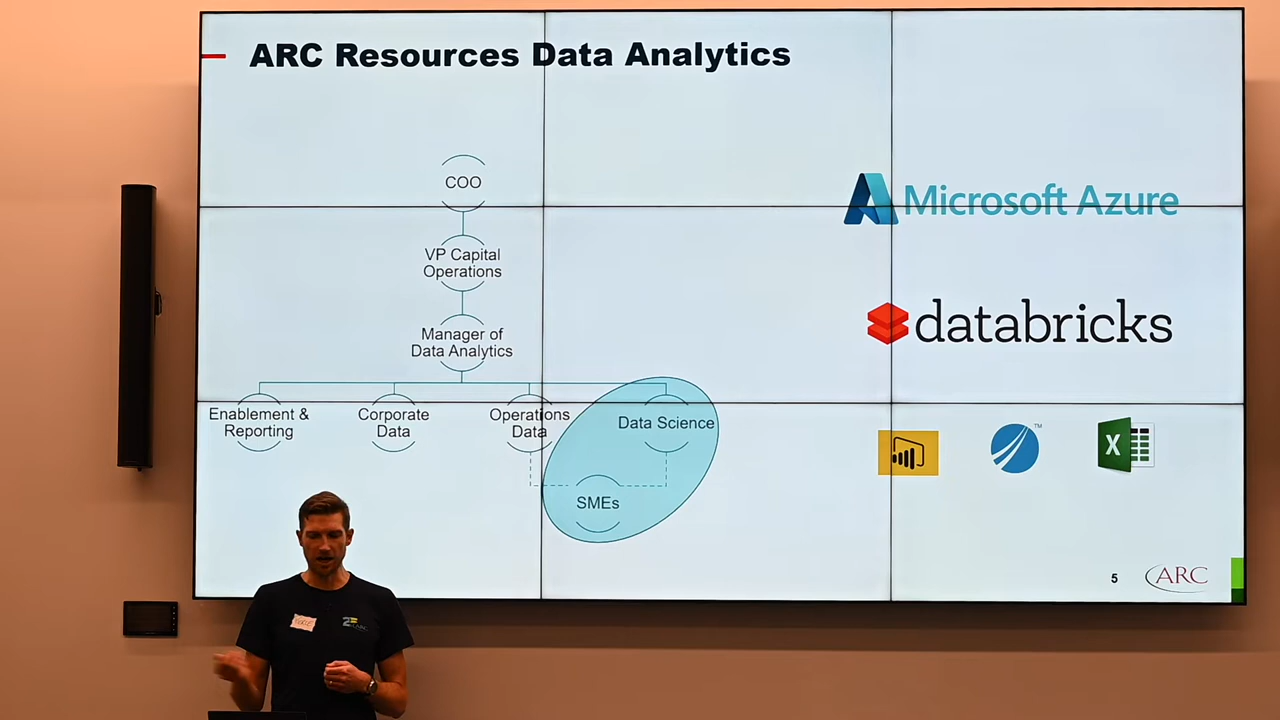 ARC Resources Data Analytics
COO
VP Capital
Operations
Manager of
Data Analytics
Enablement &
Reporting
Corporate
Data
Operations
Data
Data Science
SMEs
Microsoft Azure
databricks
TM
X
5
ARC